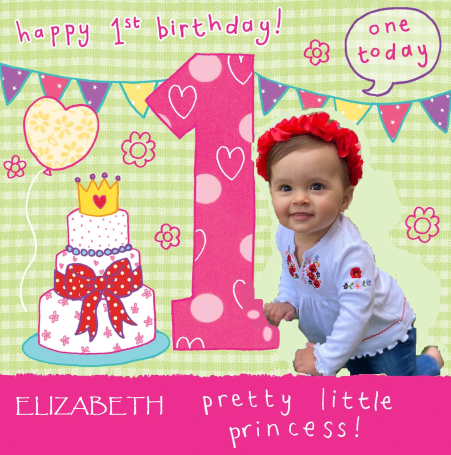 happy 1st birthday!
one
today
1
ELIZABETH pretty little
princess!